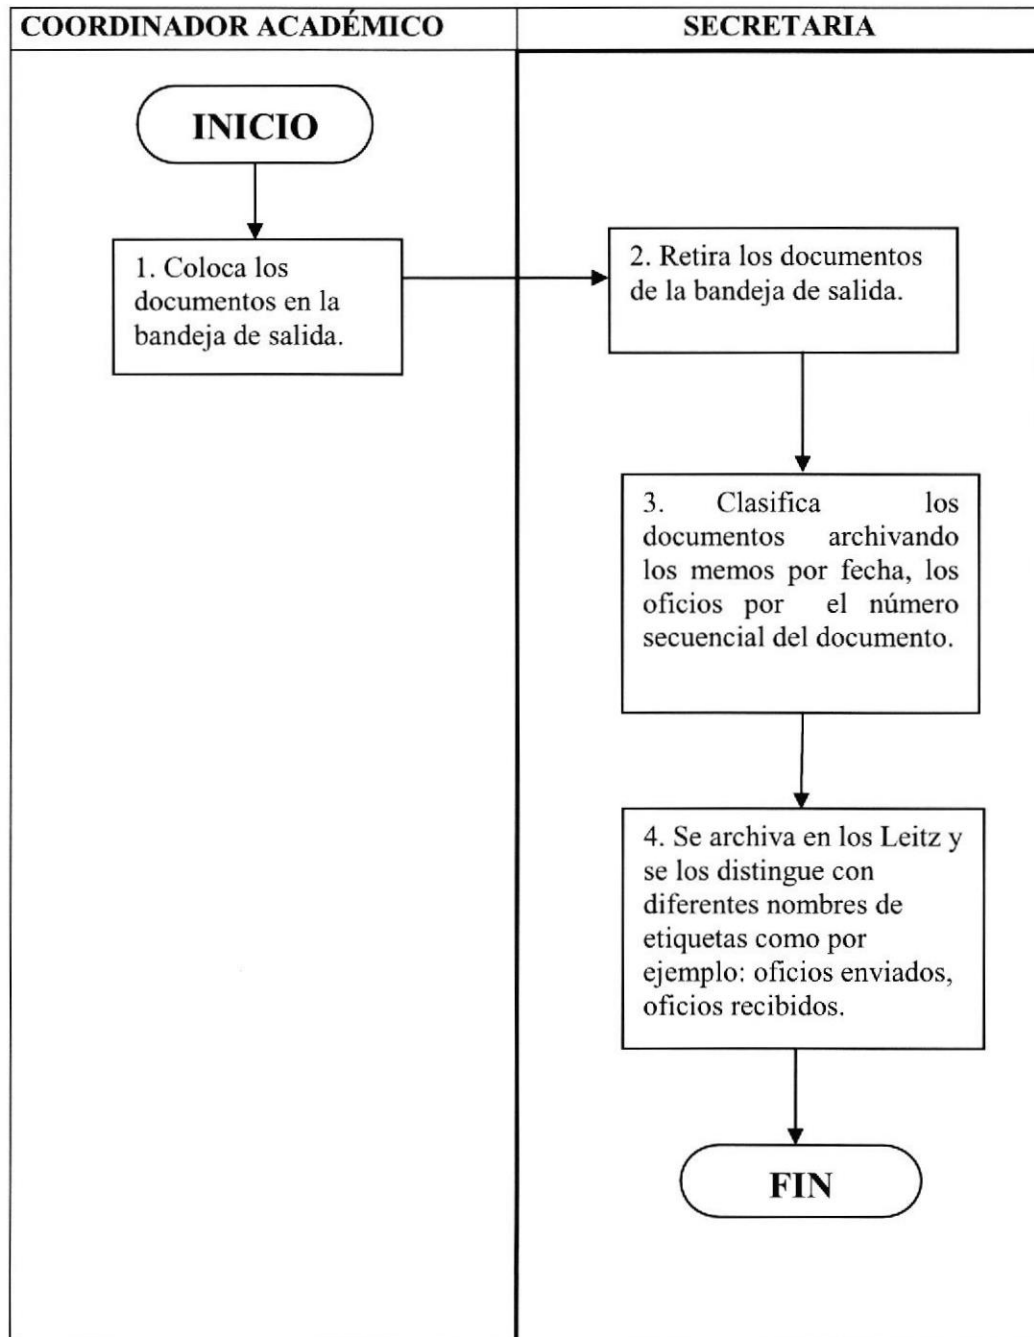 COORDINADOR ACADÉMICO
SECRETARIA
INICIO
1. Coloca los
documentos en la
bandeja de salida.
2. Retira los documentos
de la bandeja de salida.
3. Clasifica los
documentos archivando
los memos por fecha, los
oficios por el número
secuencial del documento.
4. Se archiva en los Leitz y
se los distingue con
diferentes nombres de
etiquetas como por
ejemplo: oficios enviados,
oficios recibidos.
FIN